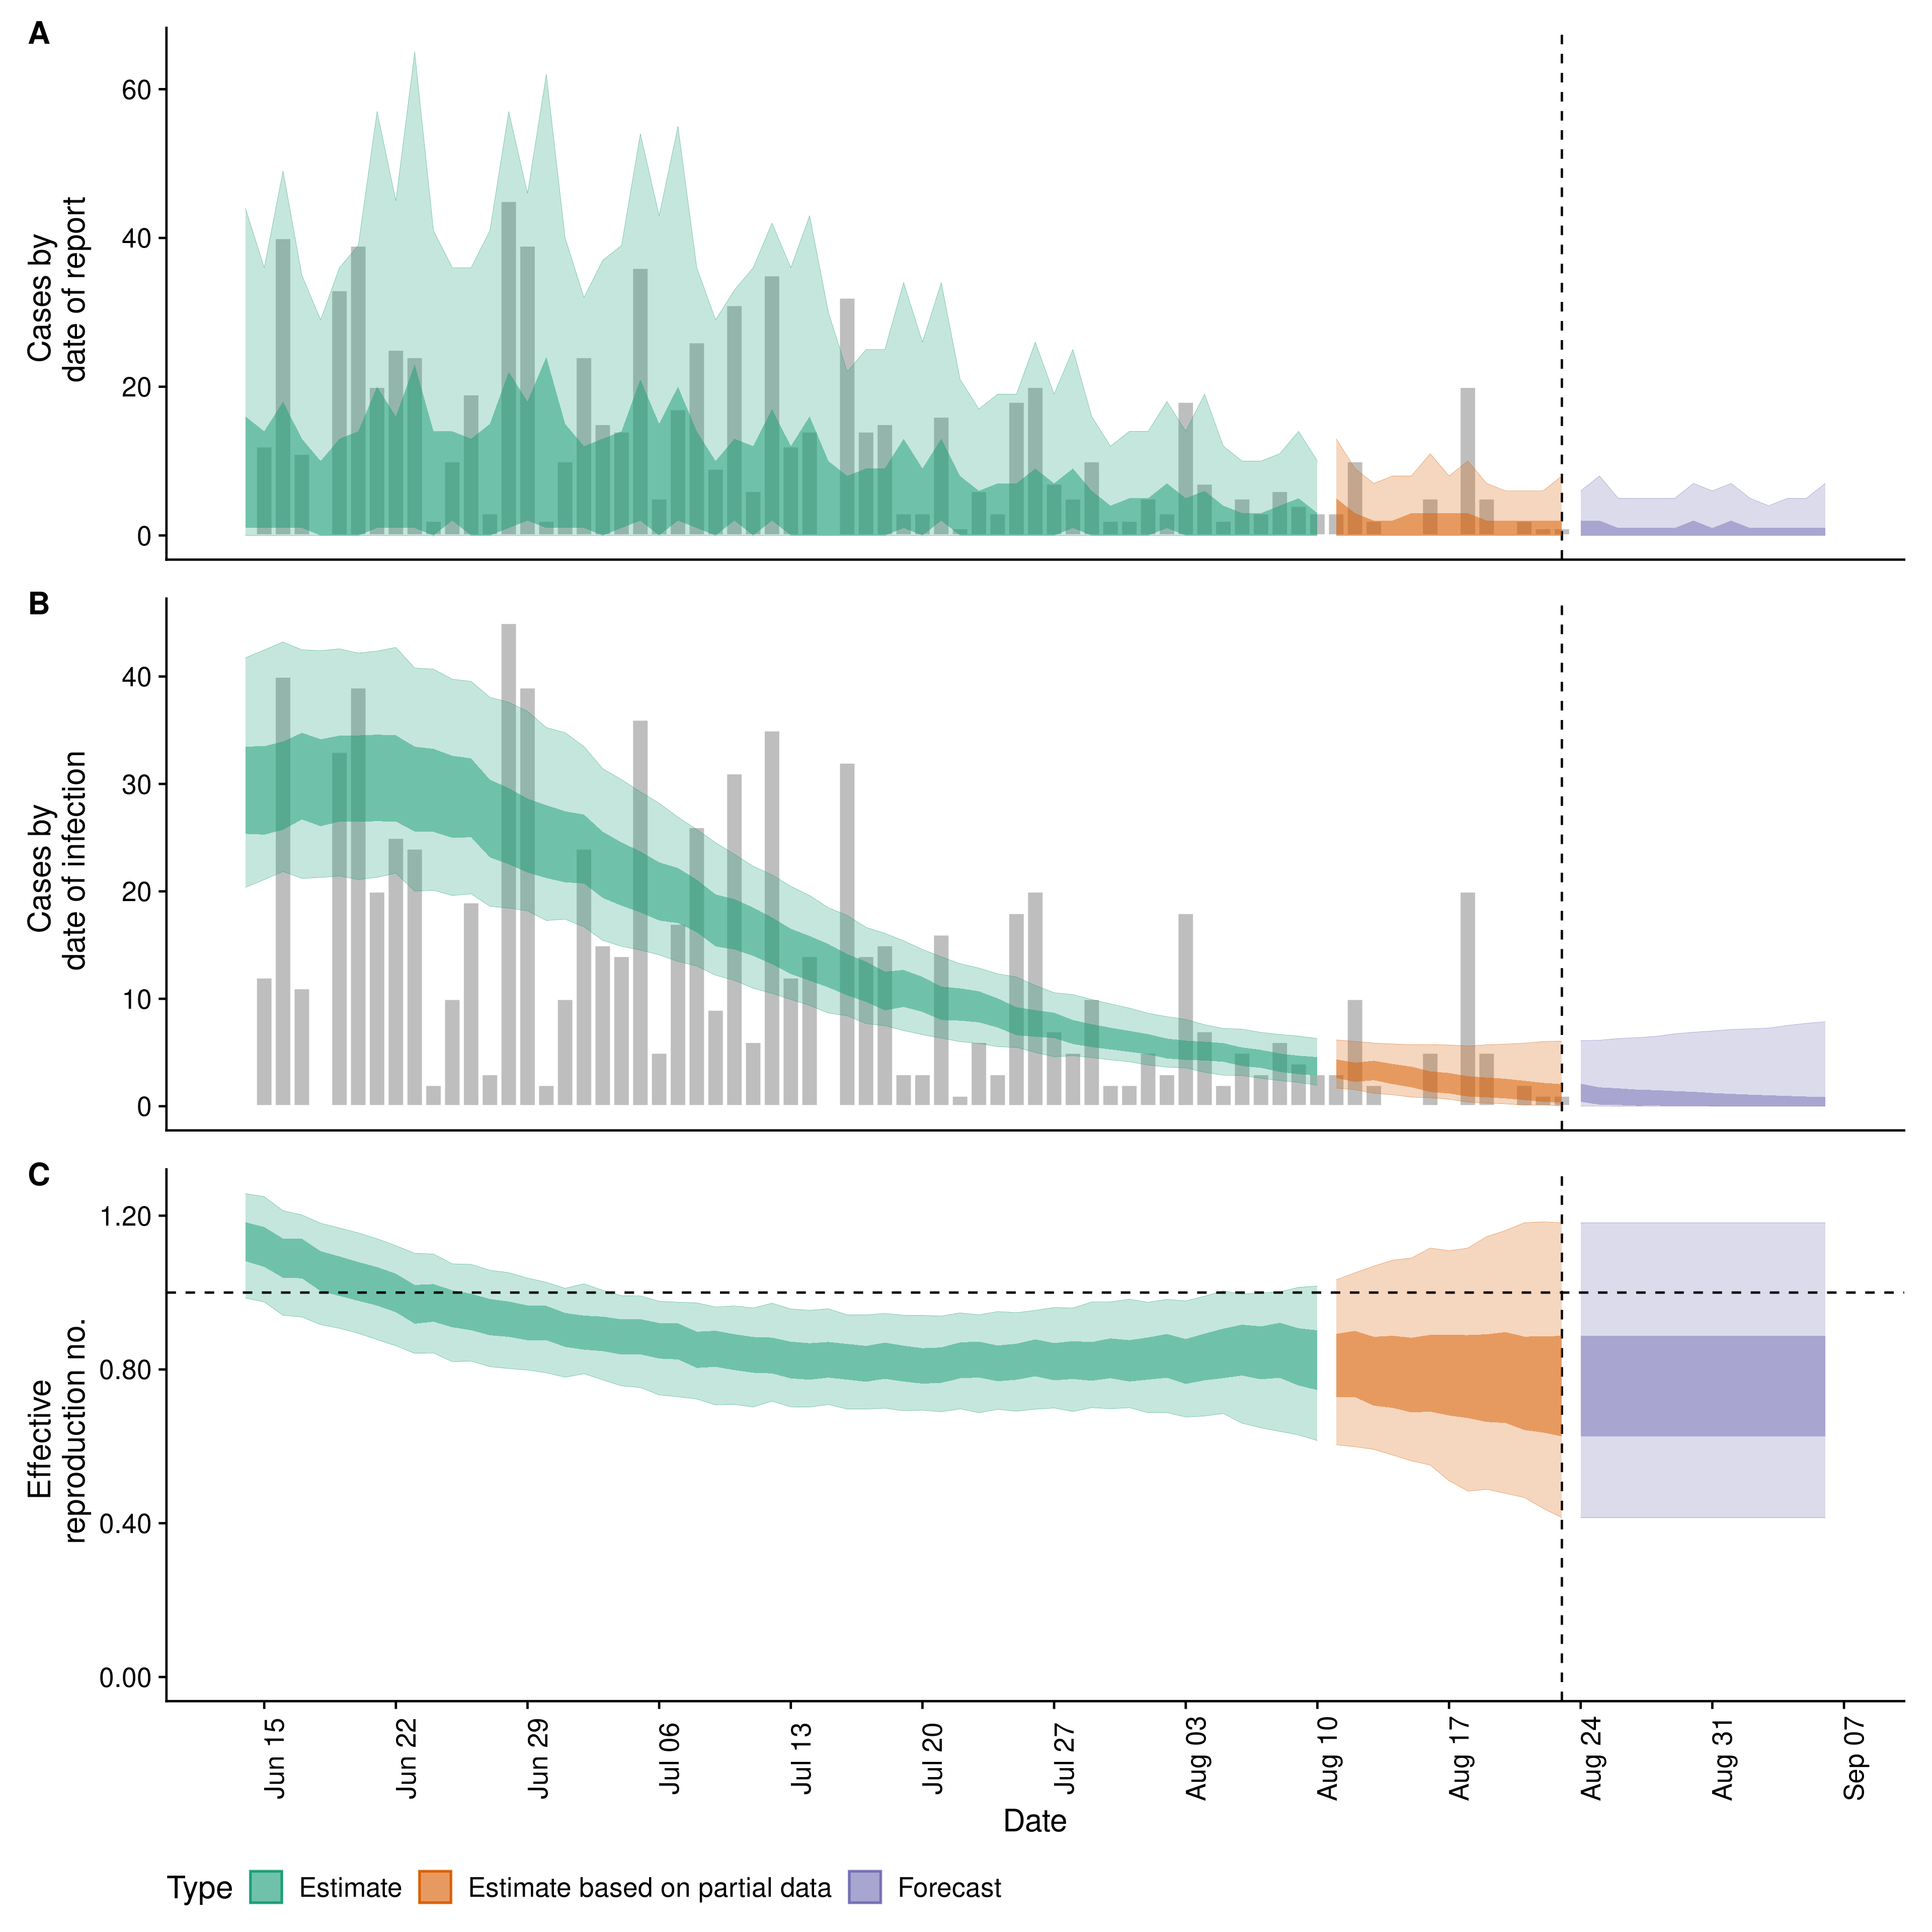 A
60
40
20
0
Cases by
date of report
B
40
30
20
10
0
Cases by
date of infection
C
1.20
0.80
0.40
0.00
Effective
reproduction no.
Jun 15
Jun 22
Jun 29
Jul 06
Jul 13
Jul 20
Jul 27
Aug 03
Aug 10
Aug 17
Aug 24
Aug 31
Sep 07
Date
Type Estimate Estimate based on partial data Forecast